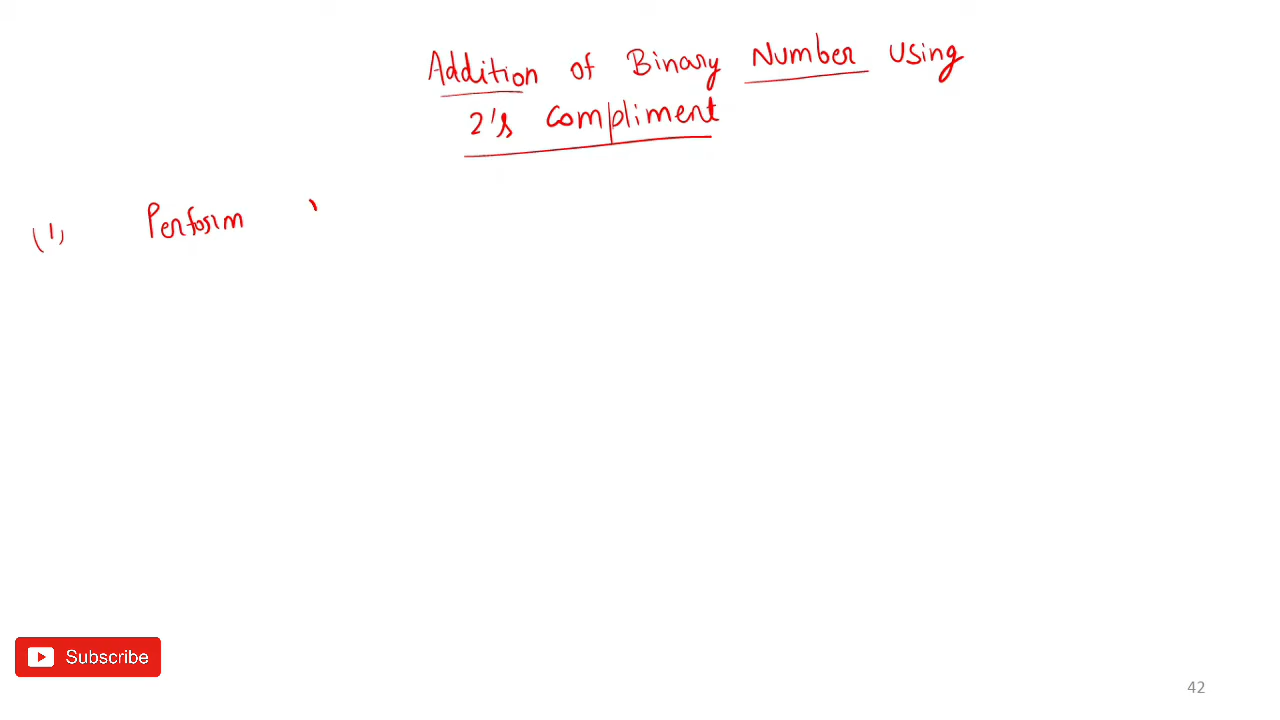 Addition of Binary Number Using
2's Compliment
(1) Perform
Subscribe
42